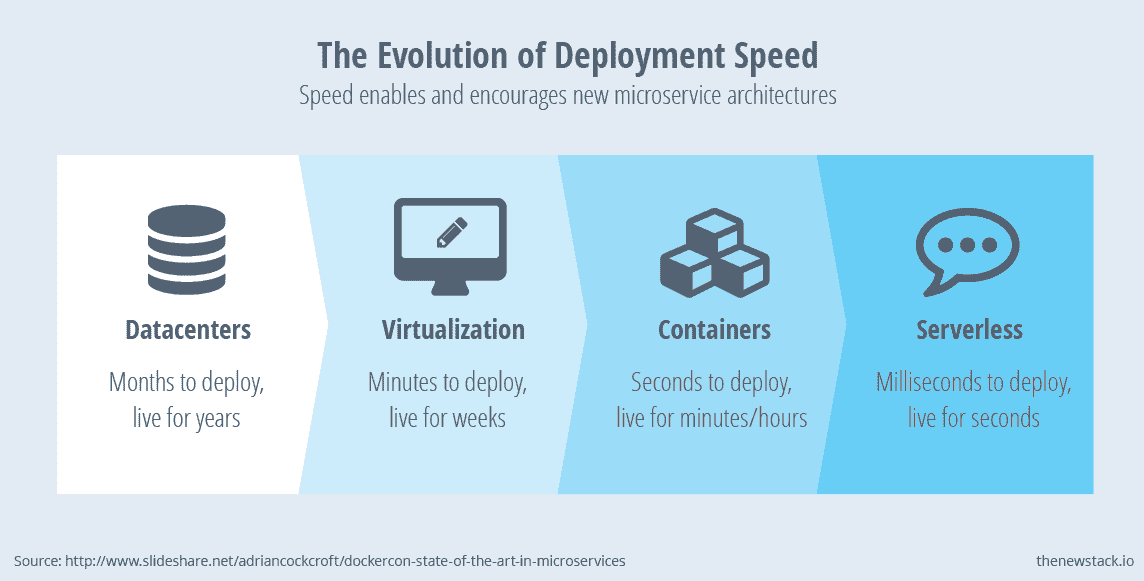 The Evolution of Deployment Speed
Speed enables and encourages new microservice architectures
Datacenters
Months to deploy,
live for years
Virtualization
Minutes to deploy,
live for weeks
Containers
Seconds to deploy,
live for minutes/hours
Serverless
Milliseconds to deploy,
live for seconds
Source: http://www.slideshare.net/adriancockcroft/dockercon-state-of-the-art-in-microservices
thenewstack.io